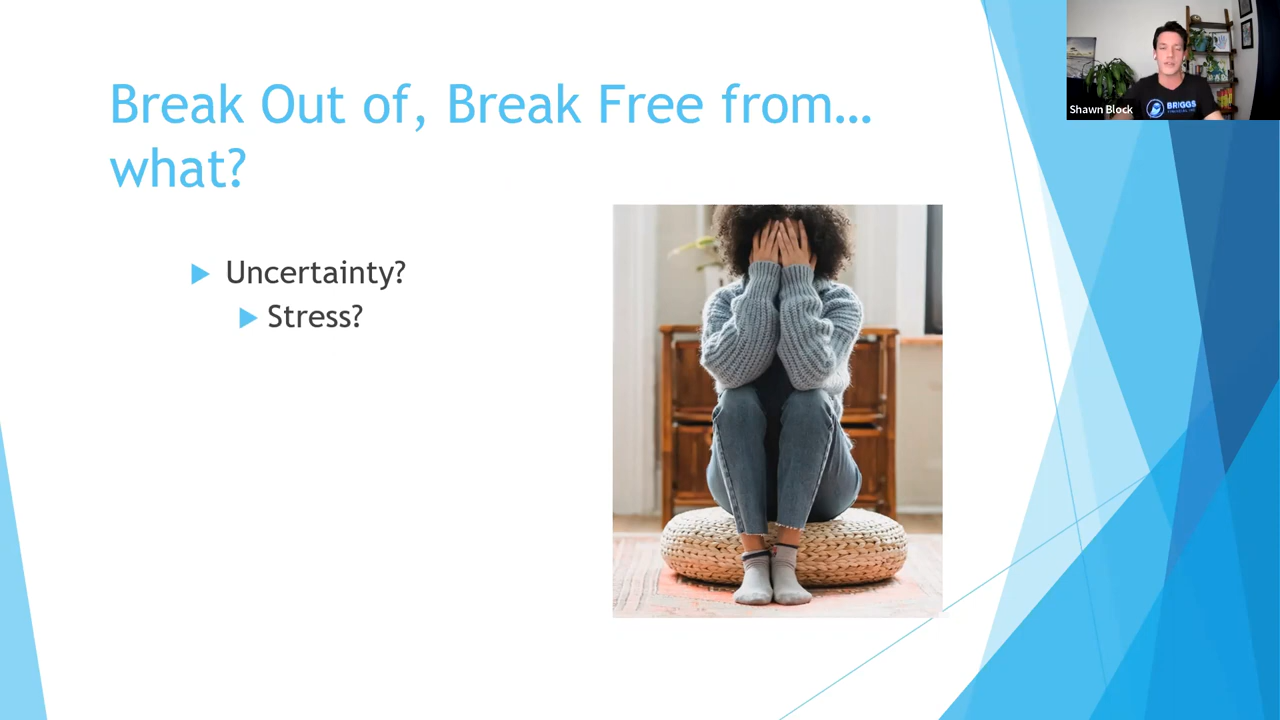 Break Out of, Break Free from…
what?
Uncertainty?
Stress?
Shawn Block
BRIGGS